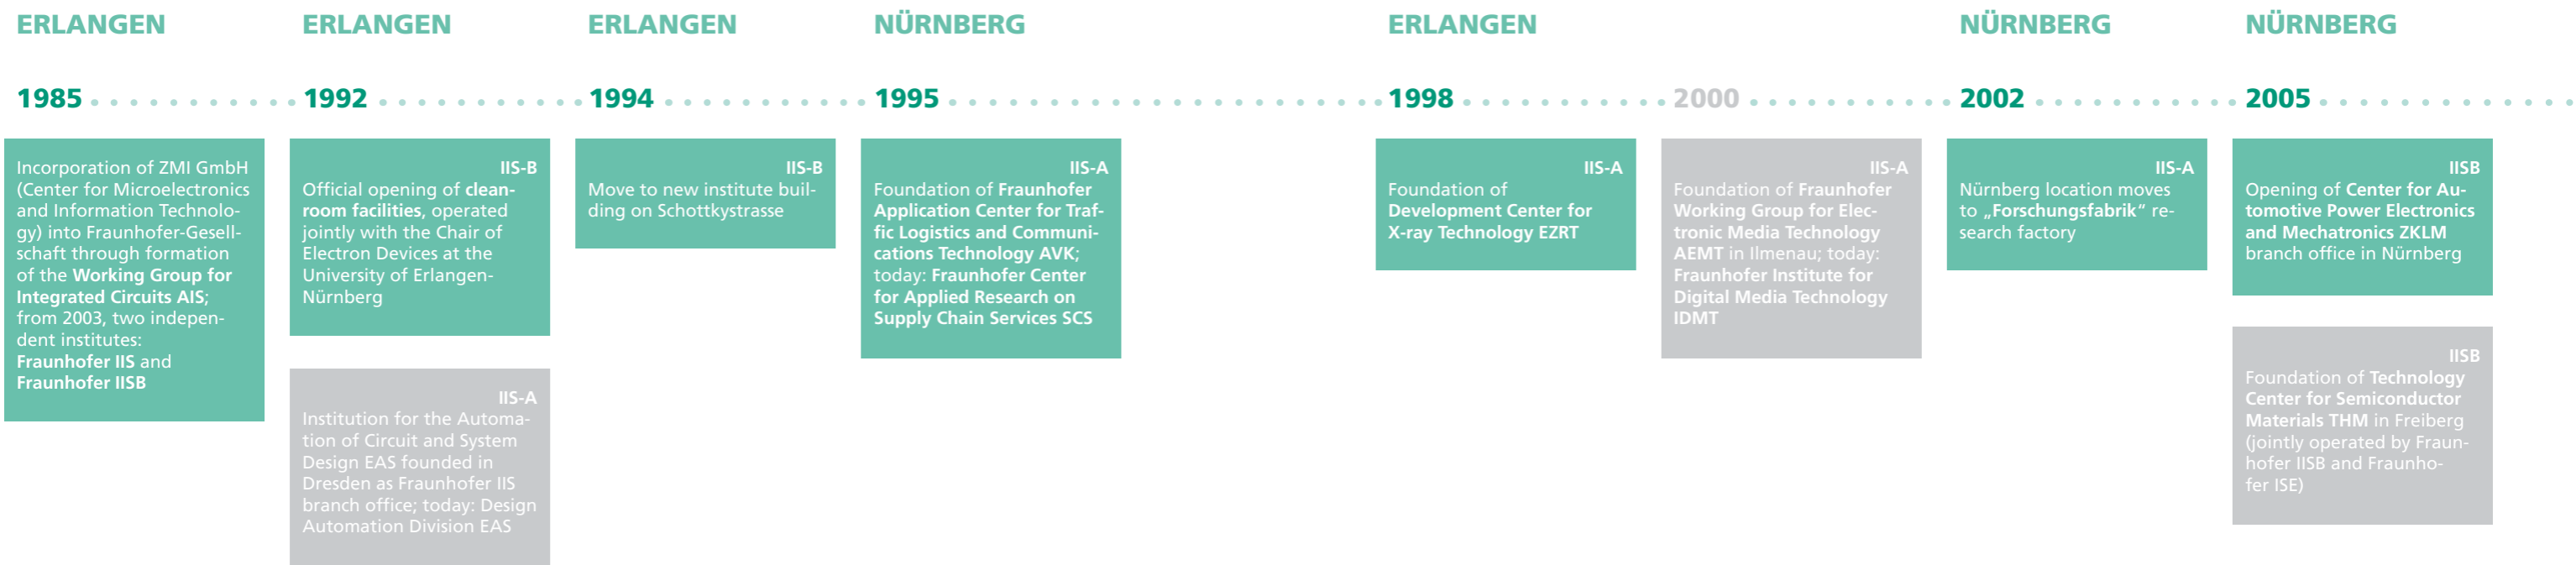 ERLANGEN
1985
Incorporation of ZMI GmbH
(Center for Microelectronics
and Information Technolo-
gy) into Fraunhofer-Gesell-
schaft through formation
of the Working Group for
Integrated Circuits AIS;
from 2003, two indepen-
dent institutes:
Fraunhofer IIS and
Fraunhofer IISB
ERLANGEN
1992
IIS-B
Official opening of clean-
room facilities, operated
jointly with the Chair of
Electron Devices at the
University of Erlangen-
Nürnberg
IIS-A
Institution for the Automa-
tion of Circuit and System
Design EAS founded in
Dresden as Fraunhofer IIS
branch office; today: Design
Automation Division EAS
ERLANGEN
1994
IIS-B
Move to new institute buil-
ding on Schottkystrasse
NÜRNBERG
1995
IIS-A
Foundation of Fraunhofer
Application Center for Traf-
fic Logistics and Communi-
cations Technology AVK;
today: Fraunhofer Center
for Applied Research on
Supply Chain Services SCS
ERLANGEN
1998
IIS-A
Foundation of
Development Center for
X-ray Technology EZRT
2000
IIS-A
Foundation of Fraunhofer
Working Group for Elec-
tronic Media Technology
AEMT in Ilmenau; today:
Fraunhofer Institute for
Digital Media Technology
IDMT
NÜRNBERG
2002
IIS-A
Nürnberg location moves
to „Forschungsfabrik“ re-
search factory
NÜRNBERG
2005
IISB
Opening of Center for Au-
tomotive Power Electronics
and Mechatronics ZKLM
branch office in Nürnberg
IISB
Foundation of Technology
Center for Semiconductor
Materials THM in Freiberg
(jointly operated by Fraun-
hofer IISB and Fraunho-
fer ISE)